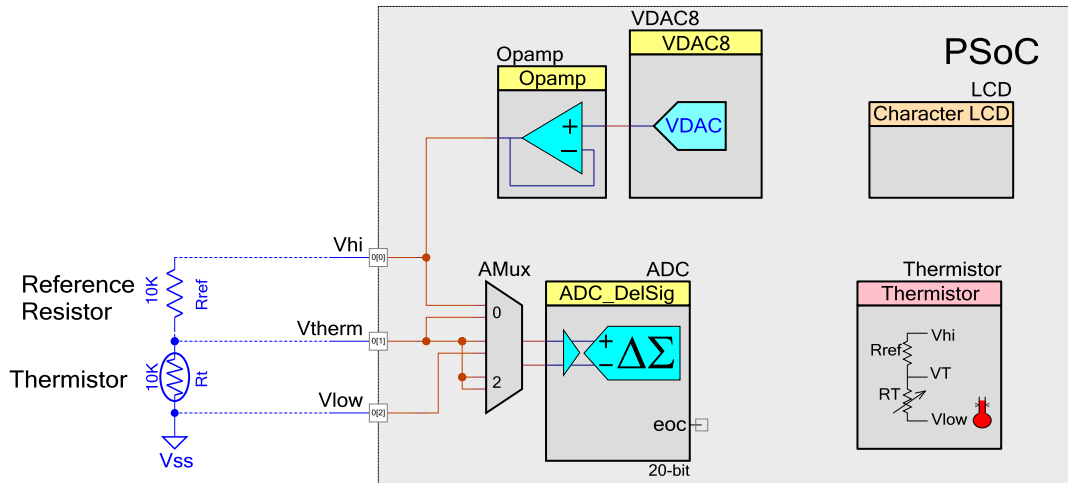 VDAC8
VDAC8
Opamp
Opamp
PSoC
LCD
Character LCD
+
−
VDAC
Vhi
0[0]
Reference
Resistor
10K
Rref
AMux
0
2
ADC
ADC_DelSig
+
−
ΔΣ
eoc
20-bit
Thermistor
Thermistor
Vhi
Rref
VT
RT
Vlow
Vtherm
0[1]
Thermistor
10K
Rt
Vlow
0[2]
Vss